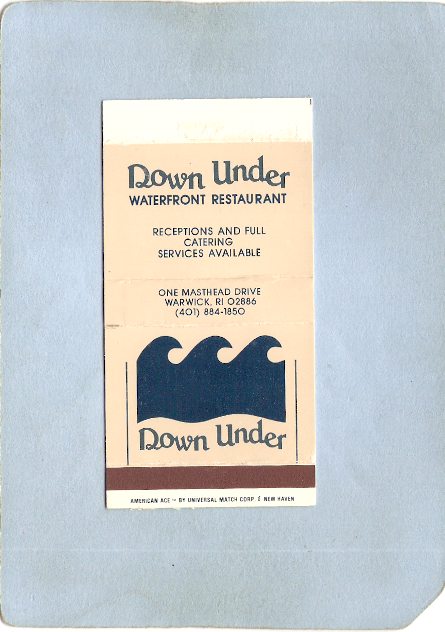 Down Under
WATERFRONT RESTAURANT
RECEPTIONS AND FULL
CATERING
SERVICES AVAILABLE
ONE MASTHEAD DRIVE
WARWICK, RI 02886
(401) 884-1850
Down Under
AMERICAN ACE — BY UNIVERSAL MATCH CORP. NEW HAVEN